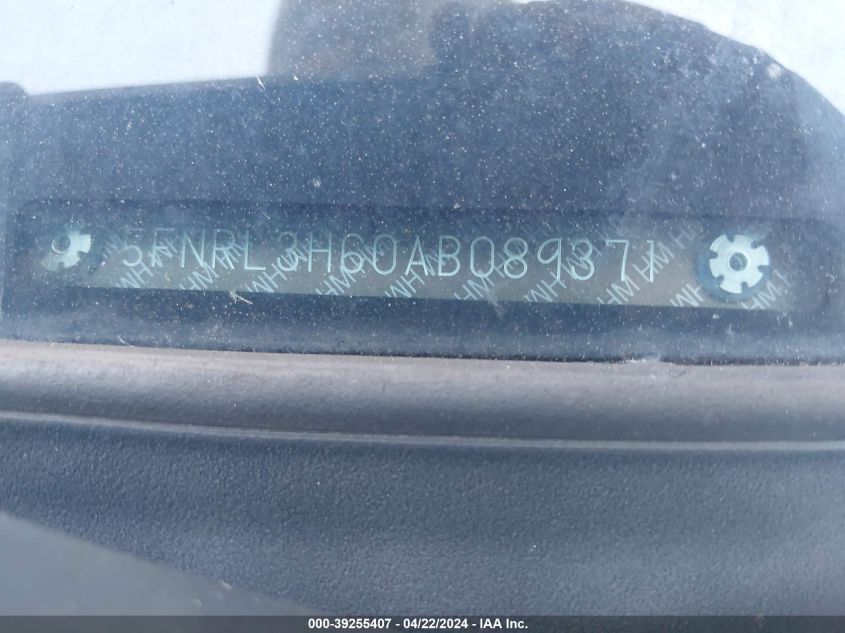 5FNRL3H60AB089371
000-39255407 - 04/22/2024 - IAA Inc.